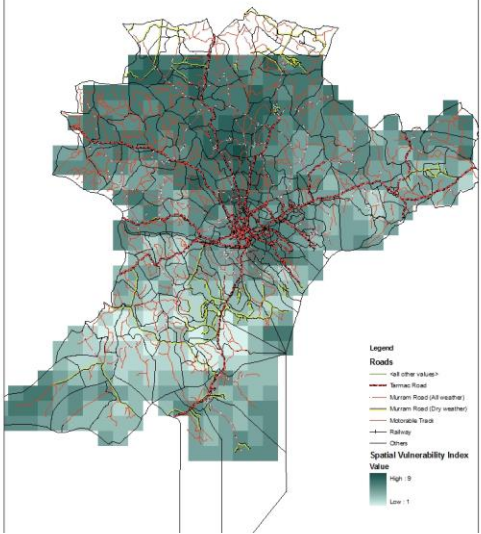 Legend
Roads
<all other values>
Tarmac Road
Murram Road (All weather)
Murram Road (Dry weather)
Motorable Track
Railway
Others
Spatial Vulnerability Index
Value
High : 9
Low : 1